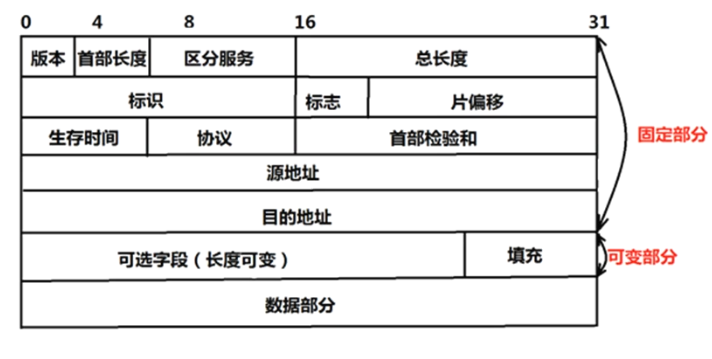 0 4 8 16 31
版本 首部长度 区分服务 总长度
标识 标志 片偏移
生存时间 协议 首部检验和
固定部分
源地址
目的地址
可选字段（长度可变） 填充 可变部分
数据部分